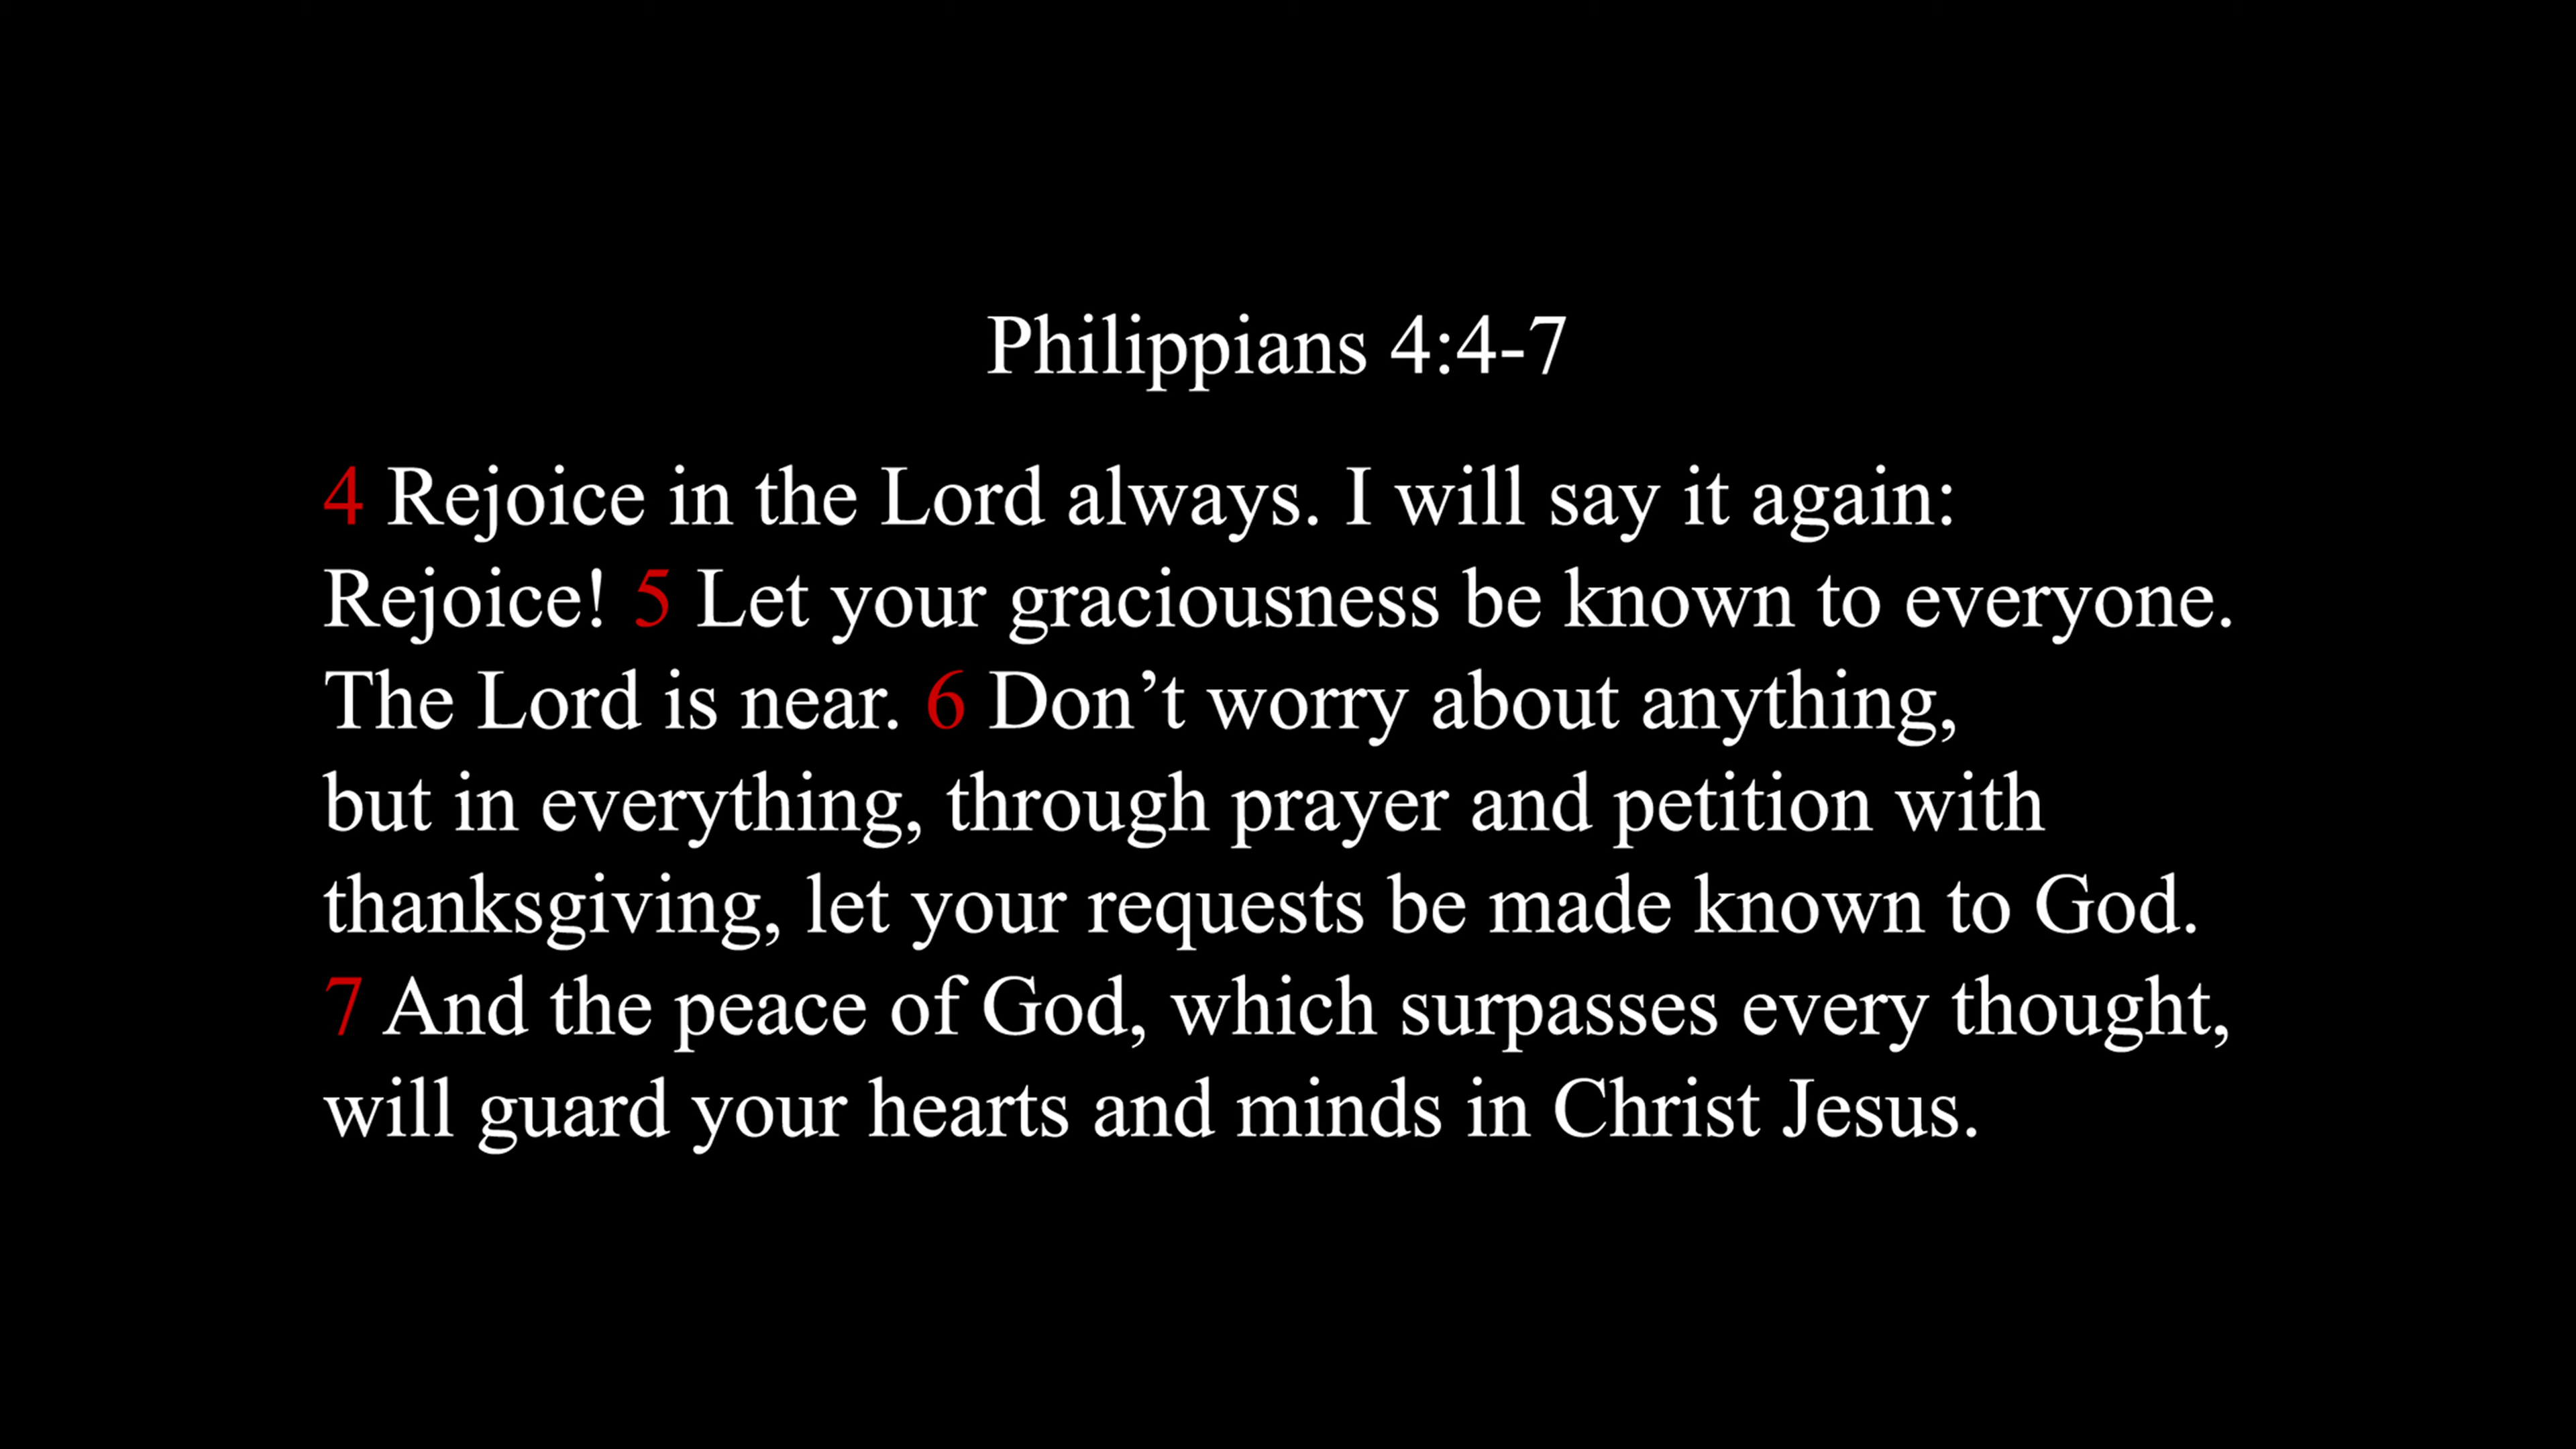 Philippians 4:4-7
4 Rejoice in the Lord always. I will say it again:
Rejoice! 5 Let your graciousness be known to everyone.
The Lord is near. 6 Don’t worry about anything,
but in everything, through prayer and petition with
thanksgiving, let your requests be made known to God.
7 And the peace of God, which surpasses every thought,
will guard your hearts and minds in Christ Jesus.